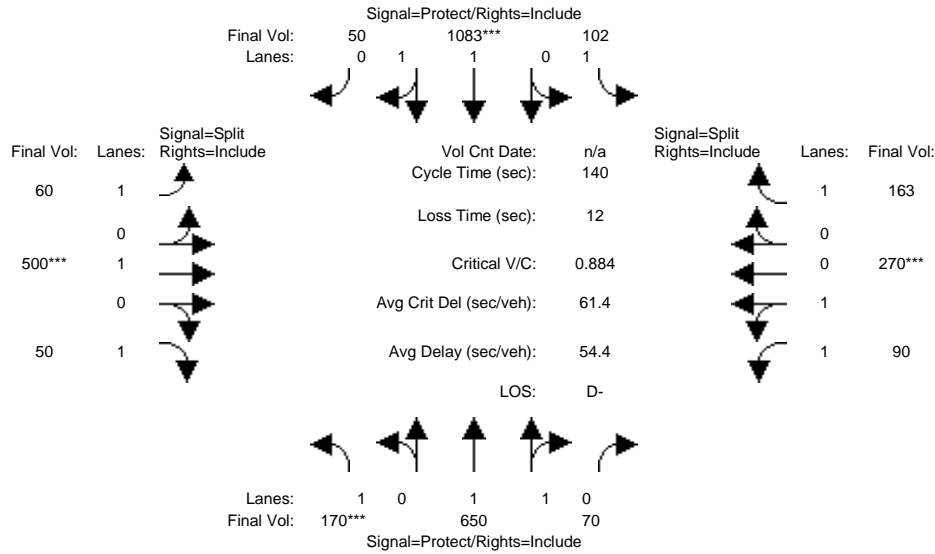 Signal=Protect/Rights=Include
Final Vol: 50 1083*** 102
Lanes: 0 1 1 0 1
Signal=Split Signal=Split
Final Vol: Lanes: Rights=Include Vol Cnt Date: n/a Rights=Include Lanes: Final Vol:
Cycle Time (sec): 140
60 1 1 163
Loss Time (sec): 12
0 0
500*** 1 Critical V/C: 0.884 0 270***
0 Avg Crit Del (sec/veh): 61.4 1
50 1 Avg Delay (sec/veh): 54.4 1 90
LOS: D-
Lanes: 1 0 1 1 0
Final Vol: 170*** 650 70
Signal=Protect/Rights=Include